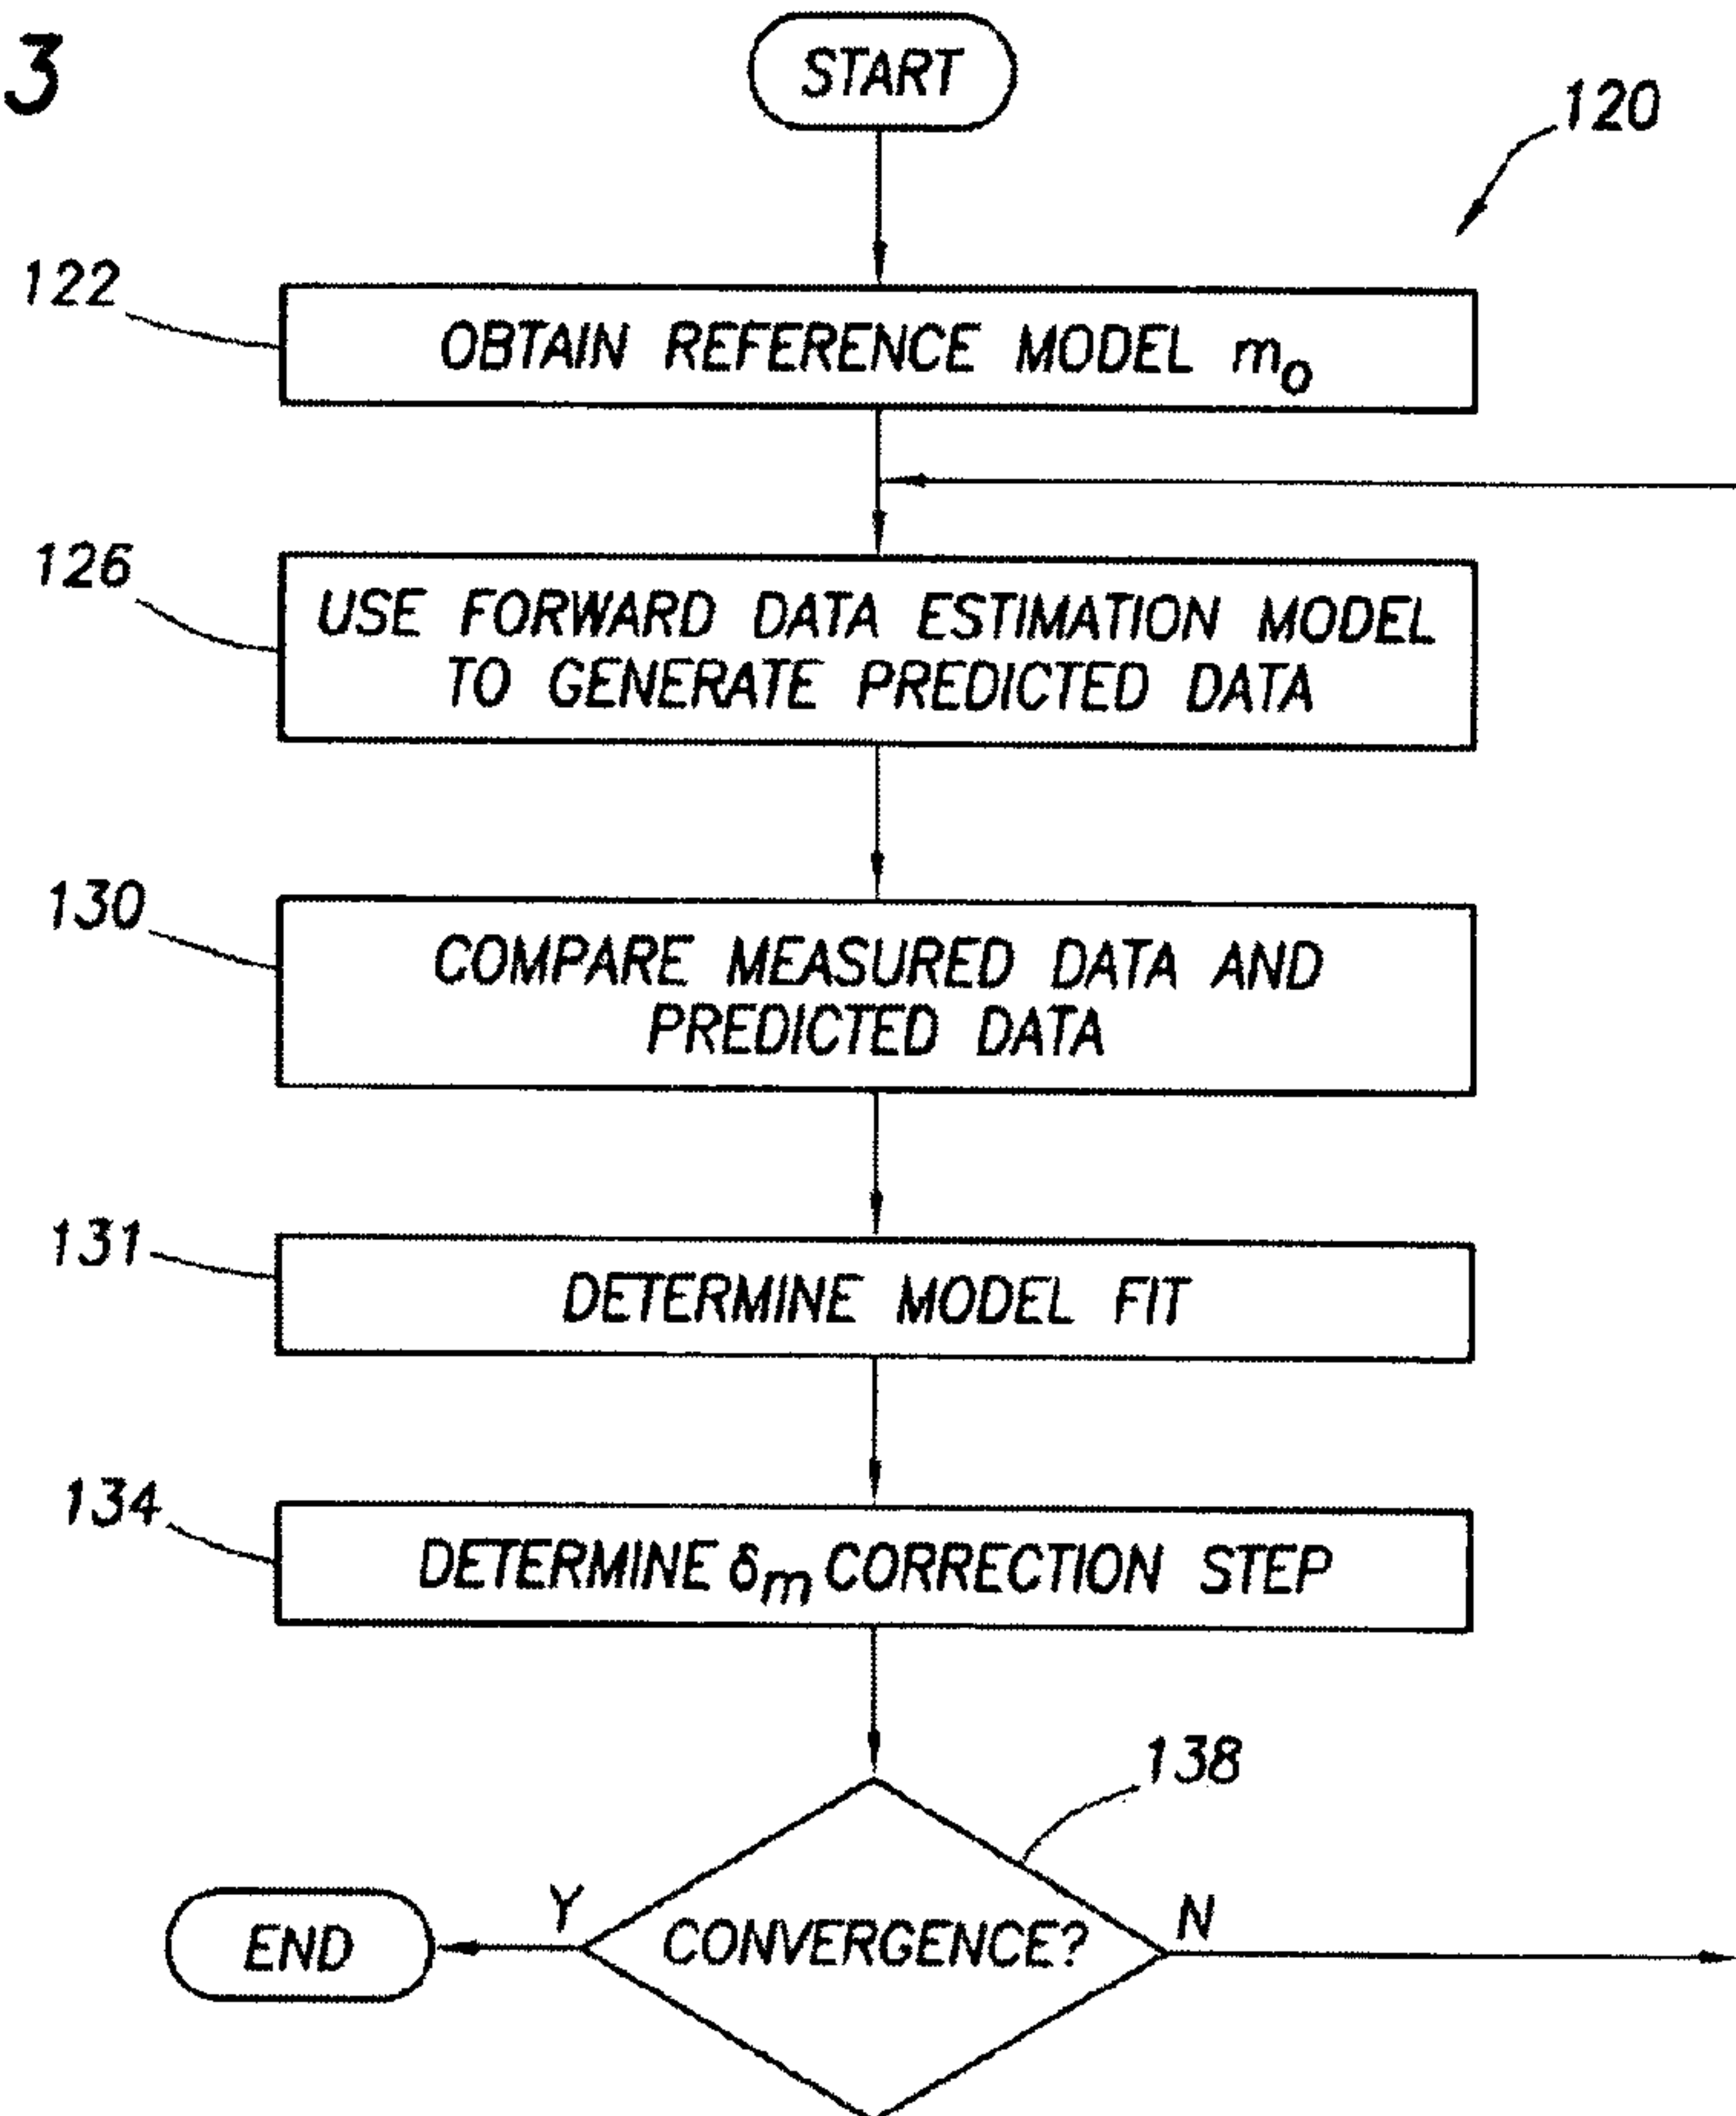 3
START
120
122
OBTAIN REFERENCE MODEL m₀
126
USE FORWARD DATA ESTIMATION MODEL
TO GENERATE PREDICTED DATA
130
COMPARE MEASURED DATA AND
PREDICTED DATA
131
DETERMINE MODEL FIT
134
DETERMINE δm CORRECTION STEP
138
END
Y
CONVERGENCE?
N